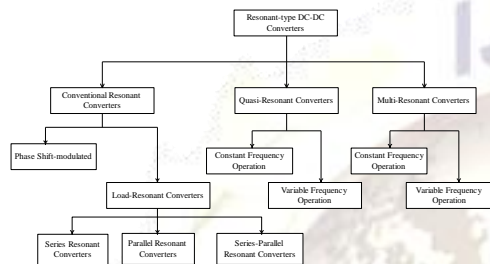 Resonant-type DC-DC
Converters
Conventional Resonant
Converters
Quasi-Resonant Converters
Multi-Resonant Converters
Phase Shift-modulated
Constant Frequency
Operation
Constant Frequency
Operation
Load-Resonant Converters
Variable Frequency
Operation
Variable Frequency
Operation
Series Resonant
Converters
Parallel Resonant
Converters
Series-Parallel
Resonant Converters